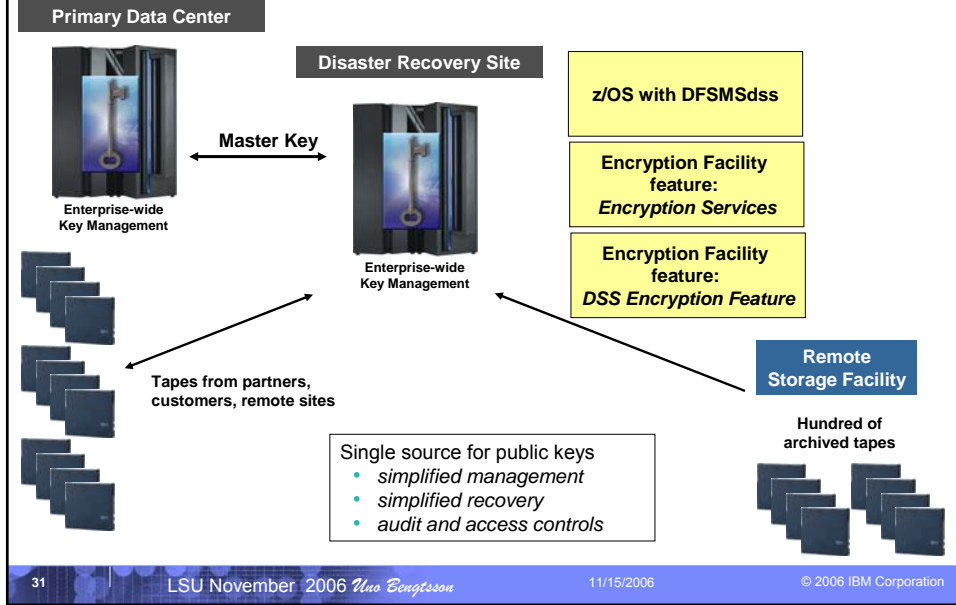 Primary Data Center
Disaster Recovery Site
z/OS with DFSMSdss
Master Key
Encryption Facility
feature:
Encryption Services
Enterprise-wide
Key Management
Enterprise-wide
Key Management
Encryption Facility
feature:
DSS Encryption Feature
Remote
Storage Facility
Tapes from partners,
customers, remote sites
Hundred of
archived tapes
Single source for public keys
• simplified management
• simplified recovery
• audit and access controls
31
LSU November 2006 Uno Bengtsson
11/15/2006
© 2006 IBM Corporation